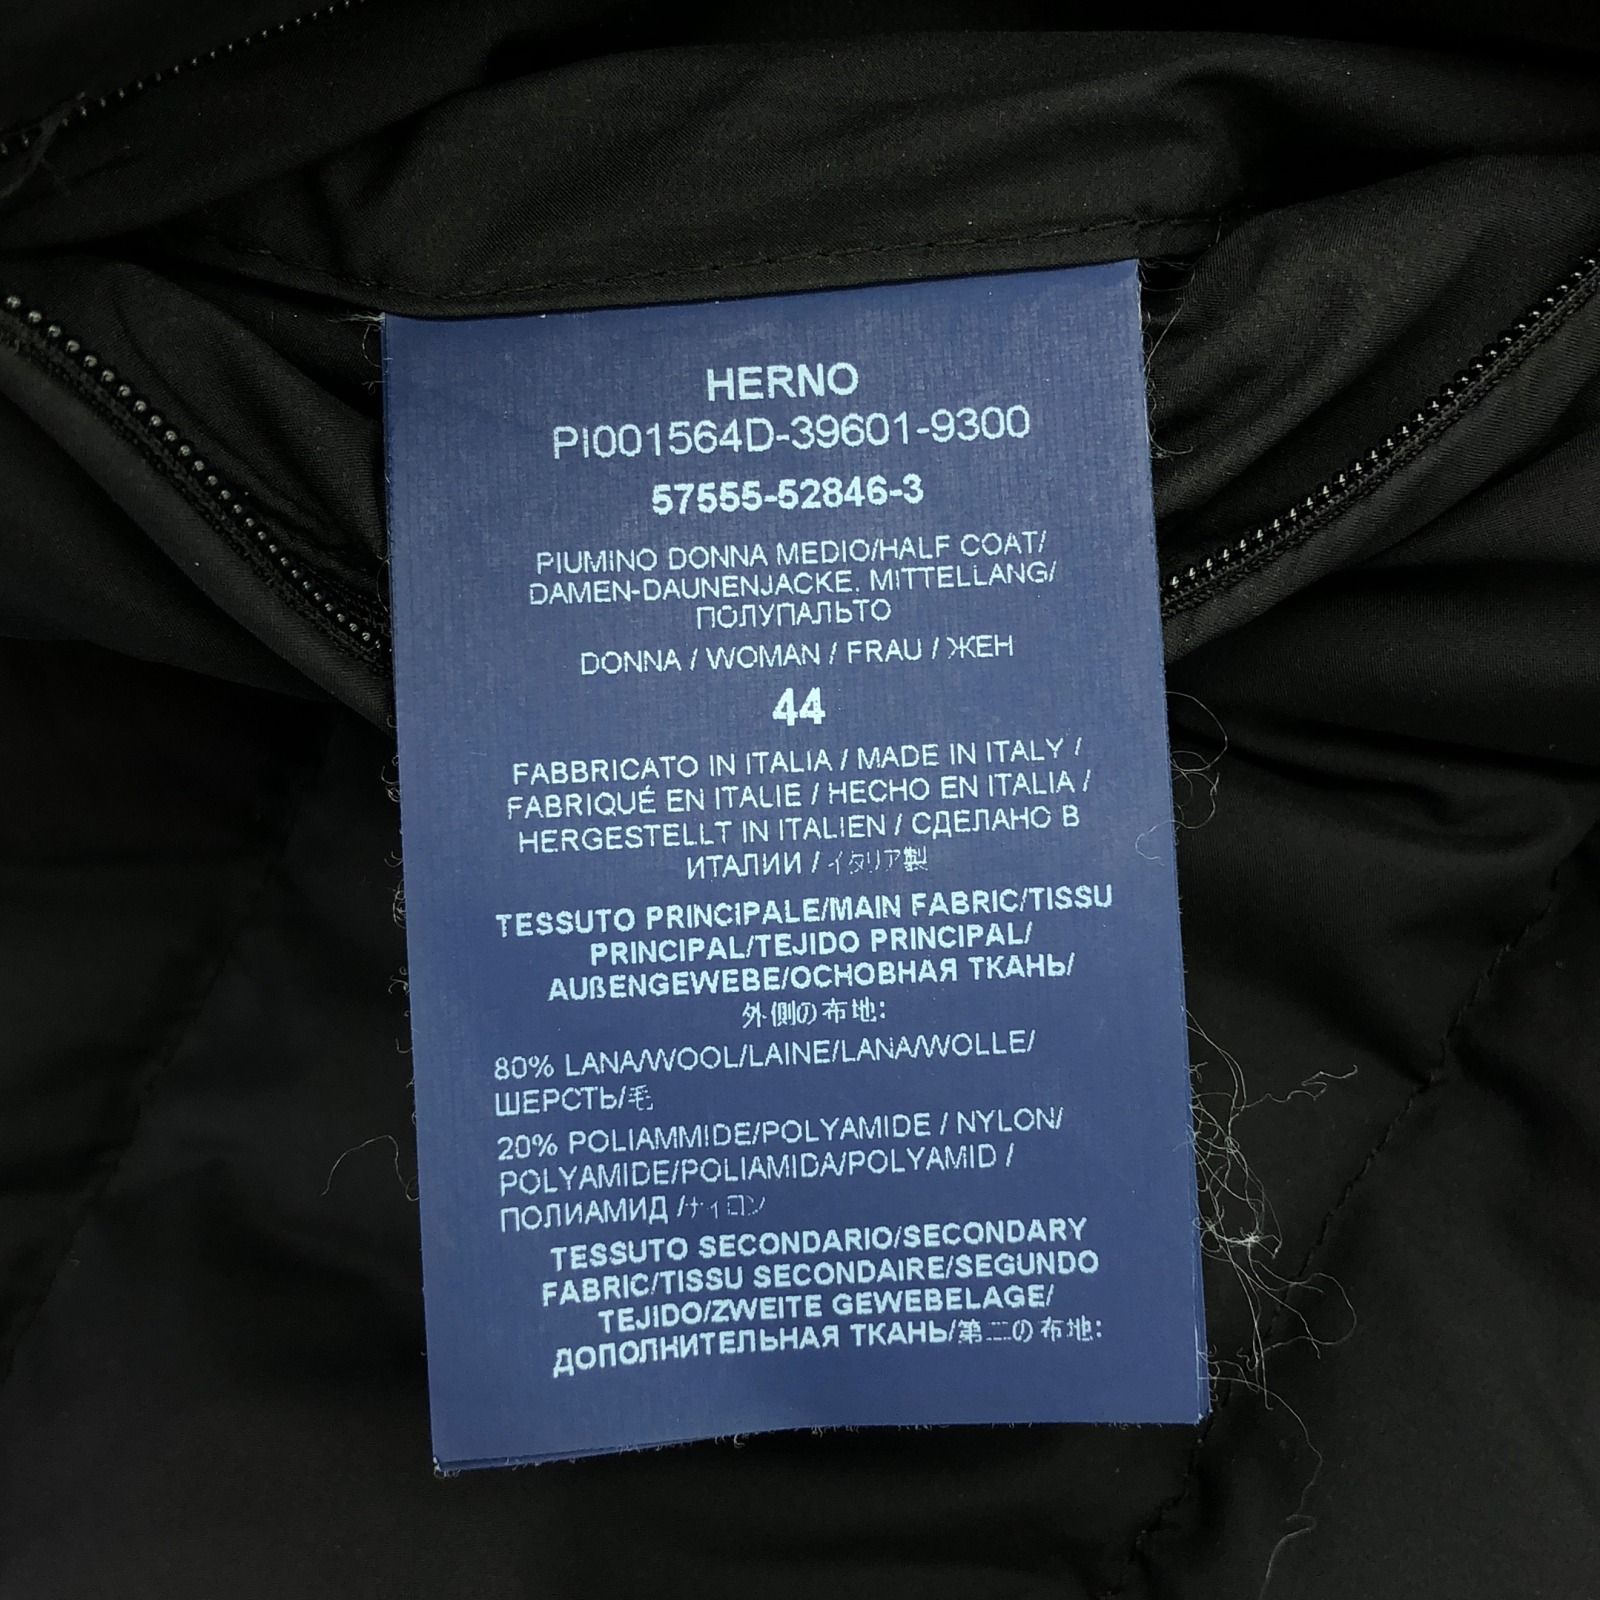 HERNO
PI001564D-39601-9300
57555-52846-3
PIUMINO DONNA MEDIO/HALF COAT/
DAMEN-DAUNENJACKE, MITTELLANG/
ПОЛУПАЛЬТО
DONNA / WOMAN / FRAU / ЖЕН
44
FABBRICATO IN ITALIA / MADE IN ITALY /
FABRIQUÉ EN ITALIE / HECHO EN ITALIA /
HERGESTELLT IN ITALIEN / СДЕЛАНО В
ИТАЛИИ / イタリア製
TESSUTO PRINCIPALE/MAIN FABRIC/TISSU
PRINCIPAL/TEJIDO PRINCIPAL/
AUßENGEWEBE/ОСНОВНАЯ ТКАНЬ/
外側の布地:
80% LANA/WOOL/LAINE/LANA/WOLLE/
ШЕРСТЬ/毛
20% POLIAMMIDE/POLYAMIDE / NYLON/
POLYAMIDE/POLIAMIDA/POLYAMID /
ПОЛИАМИД /ナイロン
TESSUTO SECONDARIO/SECONDARY
FABRIC/TISSU SECONDAIRE/SEGUNDO
TEJIDO/ZWEITE GEWEBELAGE/
ДОПОЛНИТЕЛЬНАЯ ТКАНЬ/第二の布地: